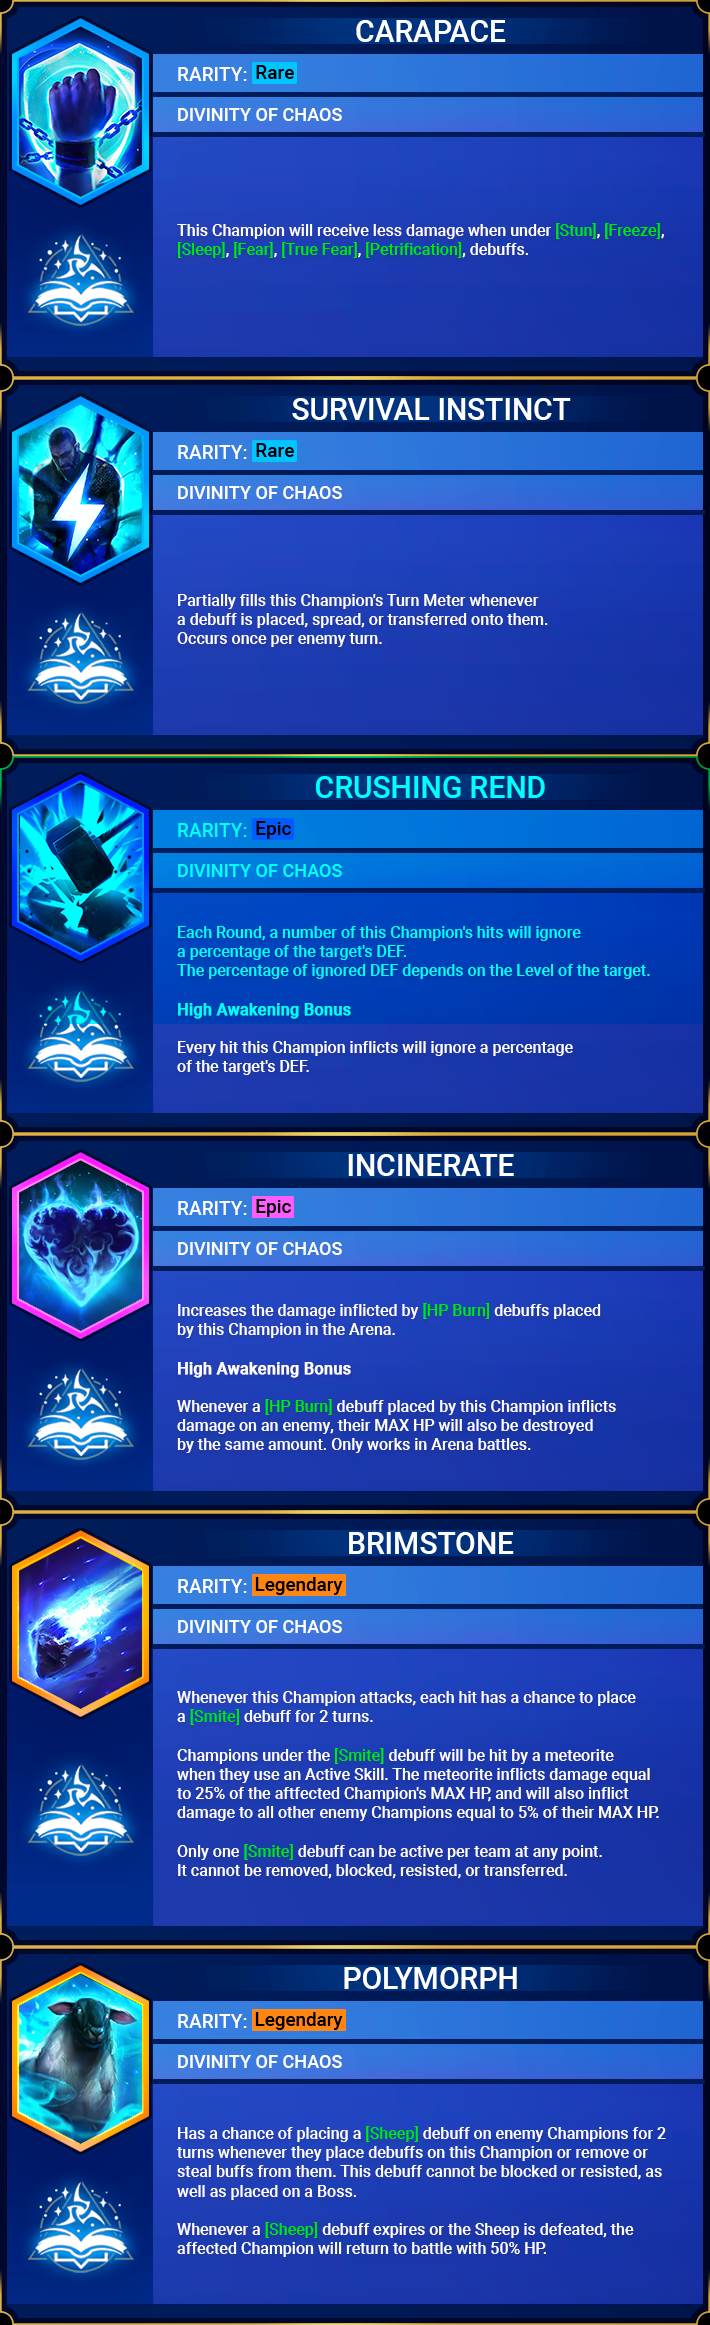 CARAPACE
RARITY: Rare
DIVINITY OF CHAOS
This Champion will receive less damage when under [Stun], [Freeze],
[Sleep], [Fear], [True Fear], [Petrification], debuffs.
SURVIVAL INSTINCT
RARITY: Rare
DIVINITY OF CHAOS
Partially fills this Champion's Turn Meter whenever
a debuff is placed, spread, or transferred onto them.
Occurs once per enemy turn.
CRUSHING REND
RARITY: Epic
DIVINITY OF CHAOS
Each Round, a number of this Champion's hits will ignore
a percentage of the target's DEF.
The percentage of ignored DEF depends on the Level of the target.
High Awakening Bonus
Every hit this Champion inflicts will ignore a percentage
of the target's DEF.
INCINERATE
RARITY: Epic
DIVINITY OF CHAOS
Increases the damage inflicted by [HP Burn] debuffs placed
by this Champion in the Arena.
High Awakening Bonus
Whenever a [HP Burn] debuff placed by this Champion inflicts
damage on an enemy, their MAX HP will also be destroyed
by the same amount. Only works in Arena battles.
BRIMSTONE
RARITY: Legendary
DIVINITY OF CHAOS
Whenever this Champion attacks, each hit has a chance to place
a [Smite] debuff for 2 turns.
Champions under the [Smite] debuff will be hit by a meteorite
when they use an Active Skill. The meteorite inflicts damage equal
to 25% of the aftfected Champion's MAX HP, and will also inflict
damage to all other enemy Champions equal to 5% of their MAX HP.
Only one [Smite] debuff can be active per team at any point.
It cannot be removed, blocked, resisted, or transferred.
POLYMORPH
RARITY: Legendary
DIVINITY OF CHAOS
Has a chance of placing a [Sheep] debuff on enemy Champions for 2
turns whenever they place debuffs on this Champion or remove or
steal buffs from them. This debuff cannot be blocked or resisted, as
well as placed on a Boss.
Whenever a [Sheep] debuff expires or the Sheep is defeated, the
affected Champion will return to battle with 50% HP.